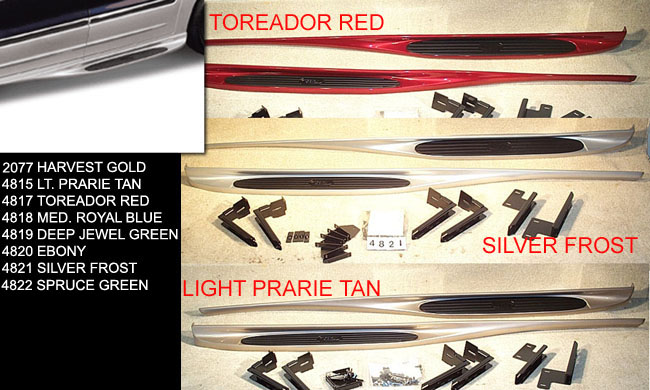 TOREADOR RED
2077 HARVEST GOLD
4815 LT. PRARIE TAN
4817 TOREADOR RED
4818 MED. ROYAL BLUE
4819 DEEP JEWEL GREEN
4820 EBONY
4821 SILVER FROST
4822 SPRUCE GREEN
4821
SILVER FROST
LIGHT PRARIE TAN